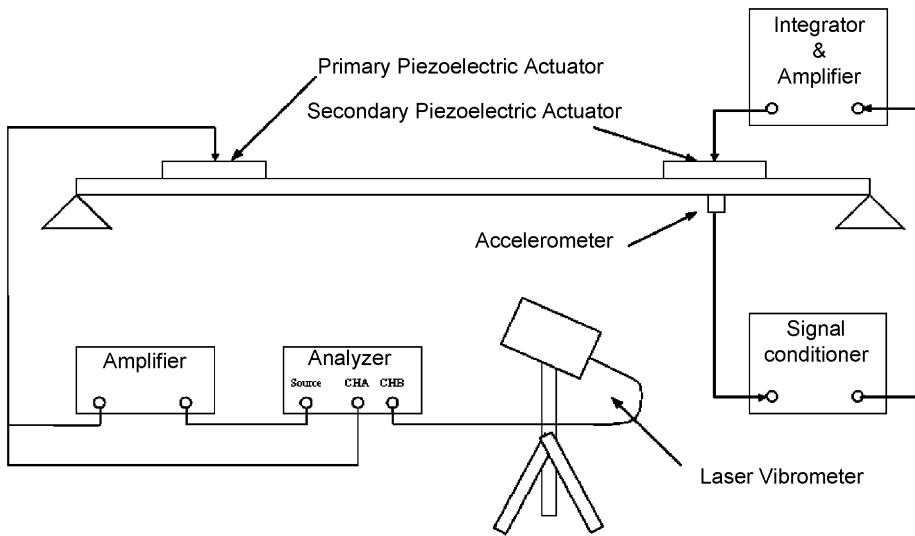 Integrator
&
Amplifier
Primary Piezoelectric Actuator
Secondary Piezoelectric Actuator
Accelerometer
Signal
conditioner
Amplifier
Analyzer
Source CHA CHB
Laser Vibrometer